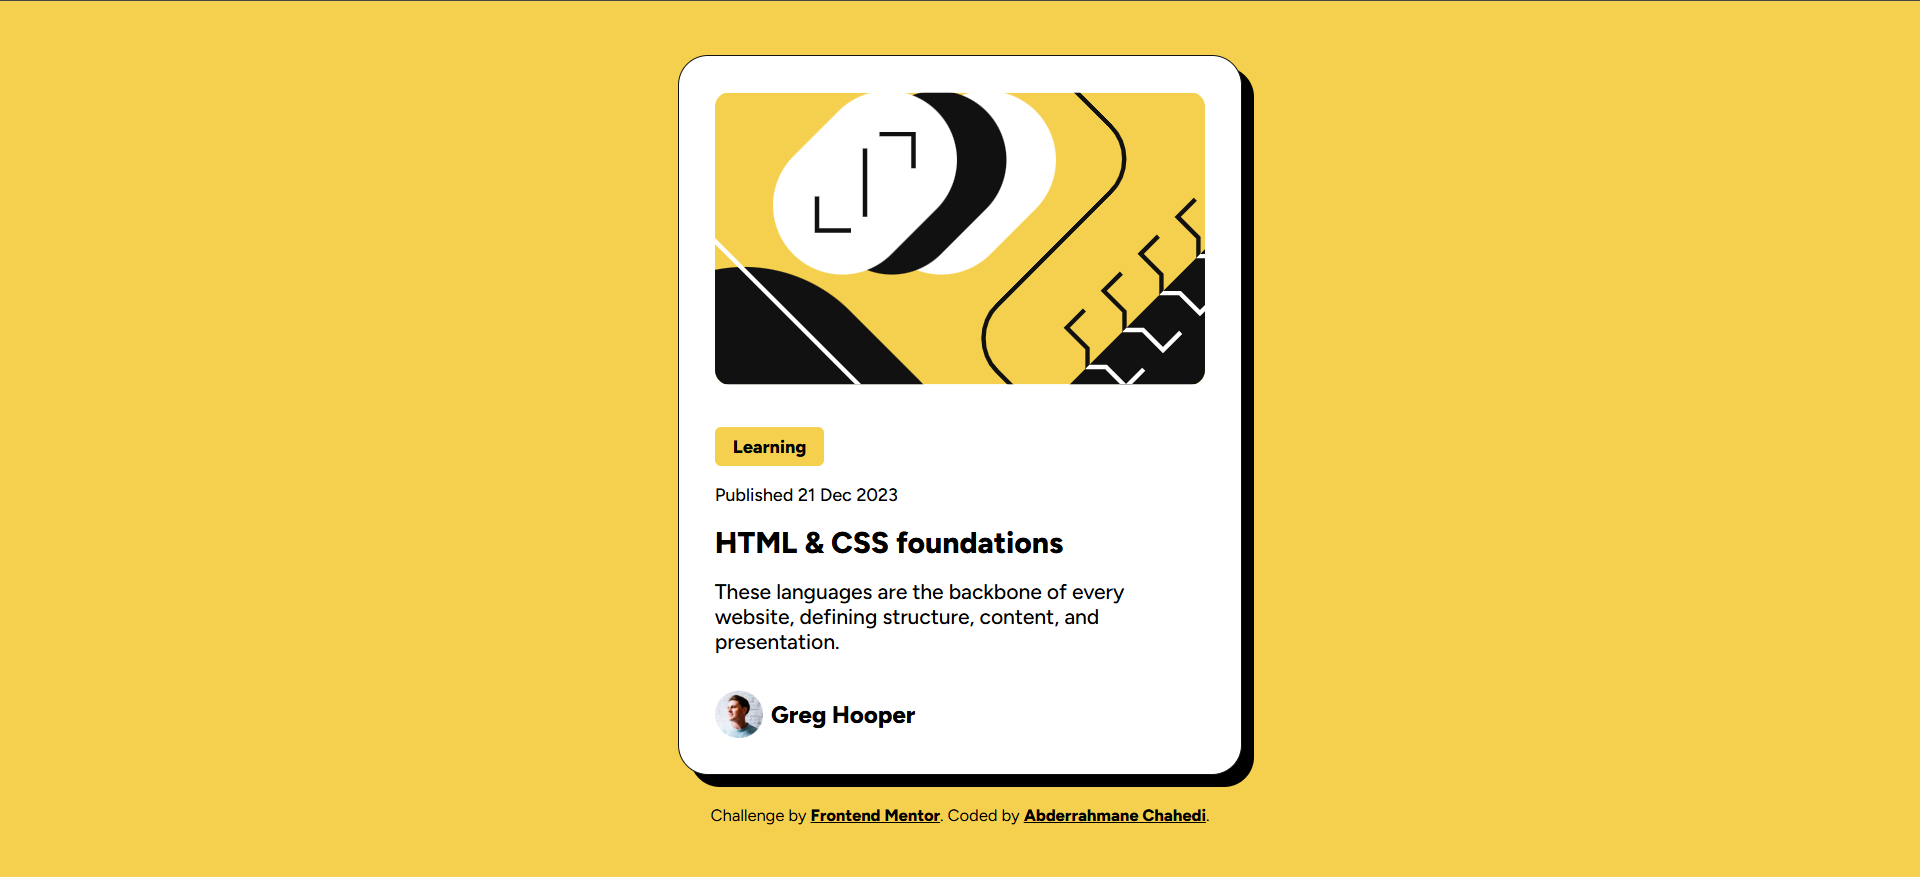 Learning
Published 21 Dec 2023
HTML & CSS foundations
These languages are the backbone of every
website, defining structure, content, and
presentation.
Greg Hooper
Challenge by Frontend Mentor. Coded by Abderrahmane Chahedi.